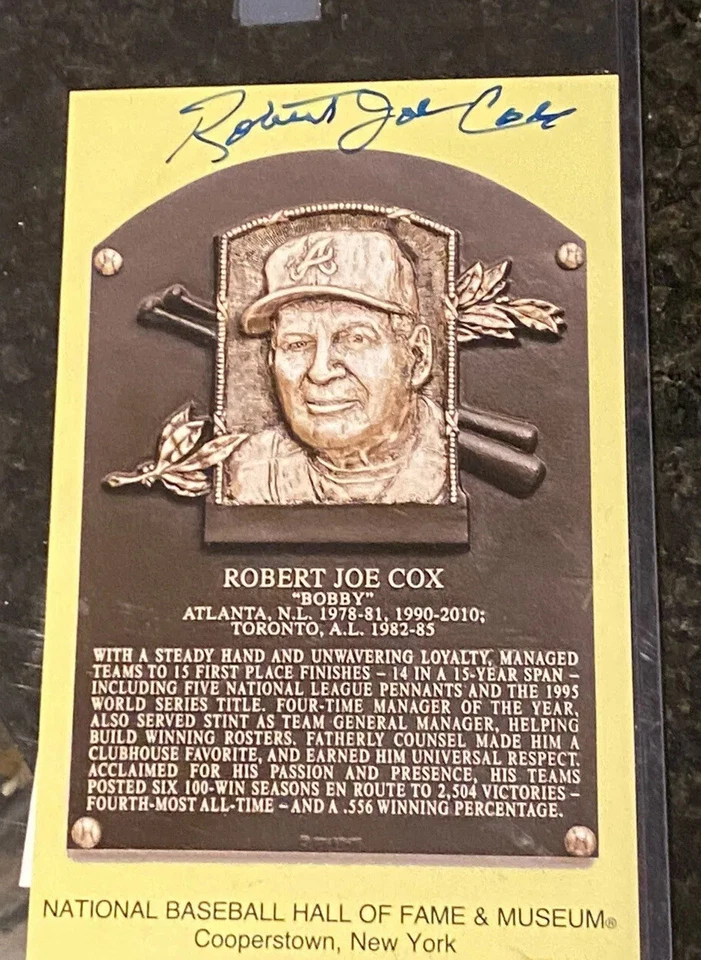 Robert Joe Cox
A
ROBERT JOE COX
"BOBBY"
ATLANTA, N.L. 1978-81, 1990-2010;
TORONTO, A.L. 1982-85
WITH A STEADY HAND AND UNWAVERING LOYALTY, MANAGED
TEAMS TO 15 FIRST PLACE FINISHES – 14 IN A 15-YEAR SPAN –
INCLUDING FIVE NATIONAL LEAGUE PENNANTS AND THE 1995
WORLD SERIES TITLE. FOUR-TIME MANAGER OF THE YEAR,
ALSO SERVED STINT AS TEAM GENERAL MANAGER, HELPING
BUILD WINNING ROSTERS. FATHERLY COUNSEL MADE HIM A
CLUBHOUSE FAVORITE, AND EARNED HIM UNIVERSAL RESPECT.
ACCLAIMED FOR HIS PASSION AND PRESENCE, HIS TEAMS
POSTED SIX 100-WIN SEASONS EN ROUTE TO 2,504 VICTORIES –
FOURTH-MOST ALL-TIME – AND A .556 WINNING PERCENTAGE.
NATIONAL BASEBALL HALL OF FAME & MUSEUM®
Cooperstown, New York